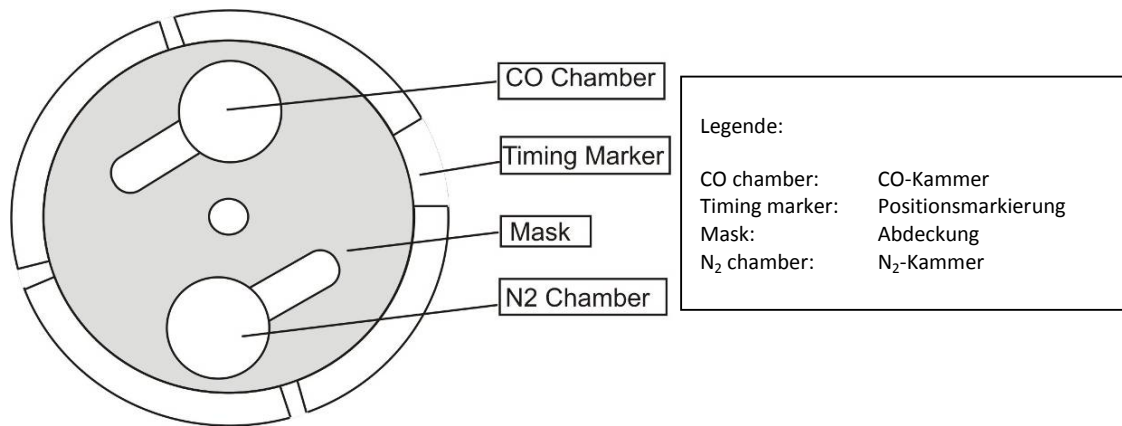 CO Chamber
Timing Marker
Mask
N2 Chamber
Legende:
CO chamber: CO-Kammer
Timing marker: Positionsmarkierung
Mask: Abdeckung
N₂ chamber: N₂-Kammer